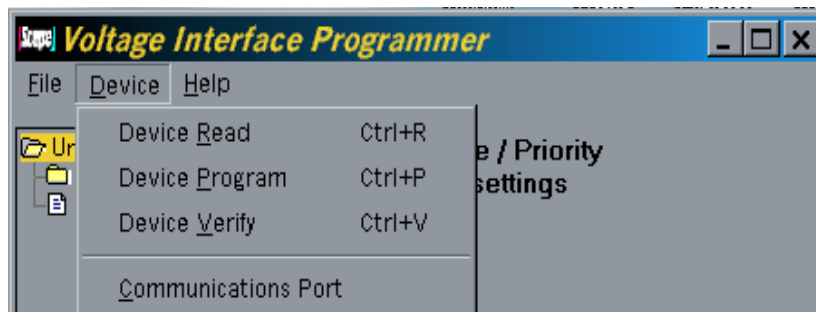 Voltage Interface Programmer
File Device Help
Device Read Ctrl+R
Device Program Ctrl+P
Device Verify Ctrl+V
Communications Port
Ur
e / Priority
settings